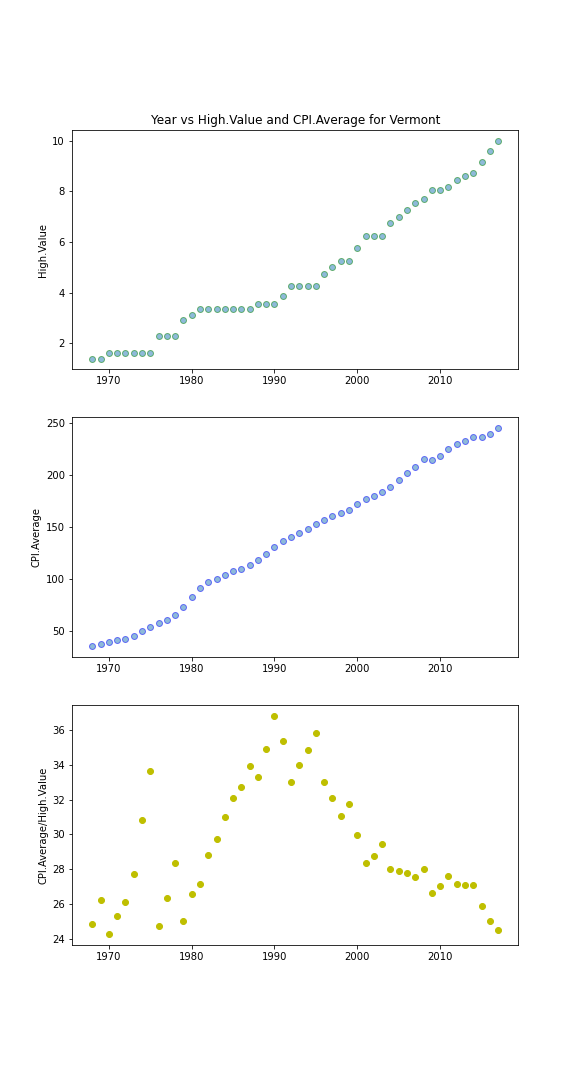 Year vs High.Value and CPI.Average for Vermont
10
8
6
4
2
High.Value
1970 1980 1990 2000 2010
250
200
150
100
50
CPI.Average
1970 1980 1990 2000 2010
36
34
32
30
28
26
24
CPI.Average/High.Value
1970 1980 1990 2000 2010